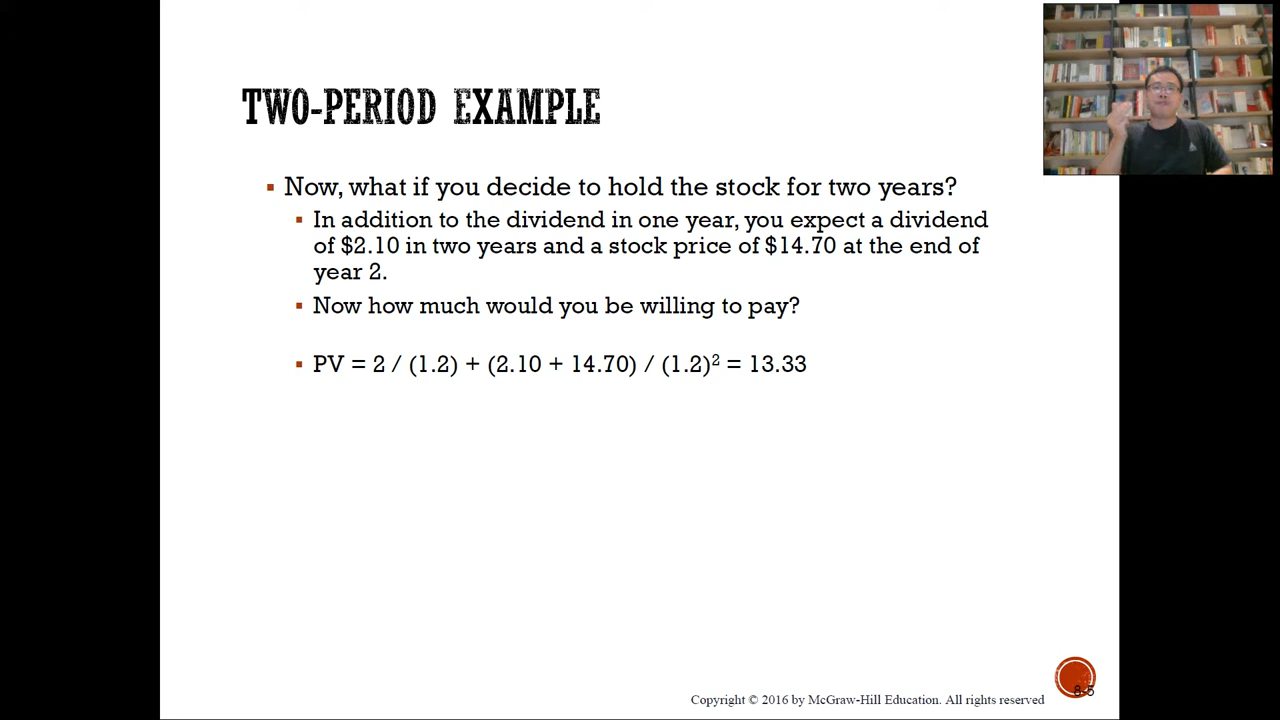 TWO-PERIOD EXAMPLE
▪ Now, what if you decide to hold the stock for two years?
▪ In addition to the dividend in one year, you expect a dividend
of $2.10 in two years and a stock price of $14.70 at the end of
year 2.
▪ Now how much would you be willing to pay?
▪ PV = 2 / (1.2) + (2.10 + 14.70) / (1.2)² = 13.33
8-5
Copyright © 2016 by McGraw-Hill Education. All rights reserved